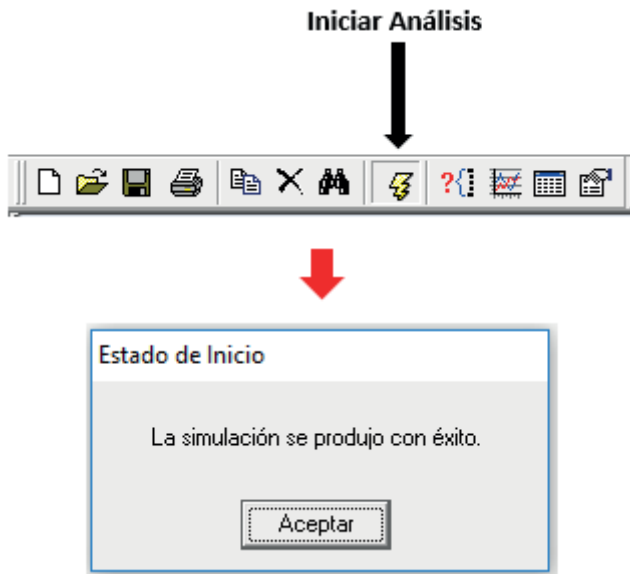 Iniciar Análisis
?{
Estado de Inicio
La simulación se produjo con éxito.
Aceptar